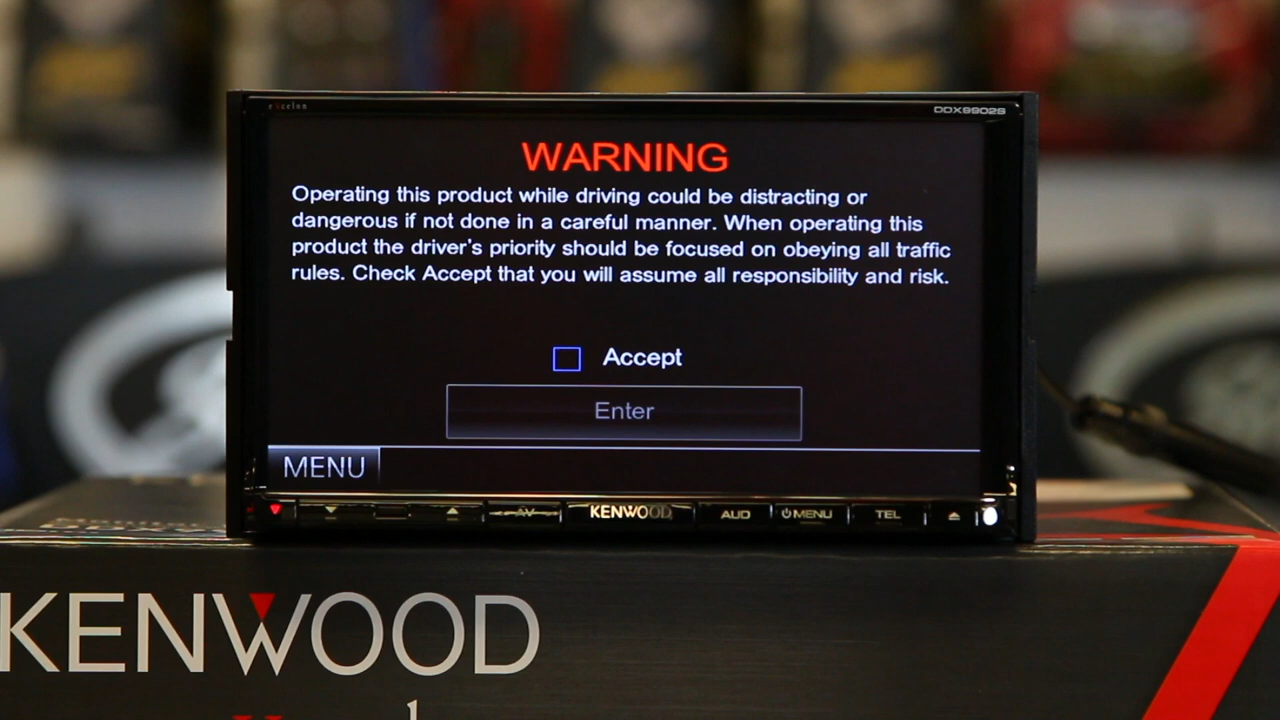 eXcelon
DDX9902S
WARNING
Operating this product while driving could be distracting or
dangerous if not done in a careful manner. When operating this
product the driver's priority should be focused on obeying all traffic
rules. Check Accept that you will assume all responsibility and risk.
Accept
Enter
MENU
AV
KENWOOD
AUD
MENU
TEL
KENWOOD